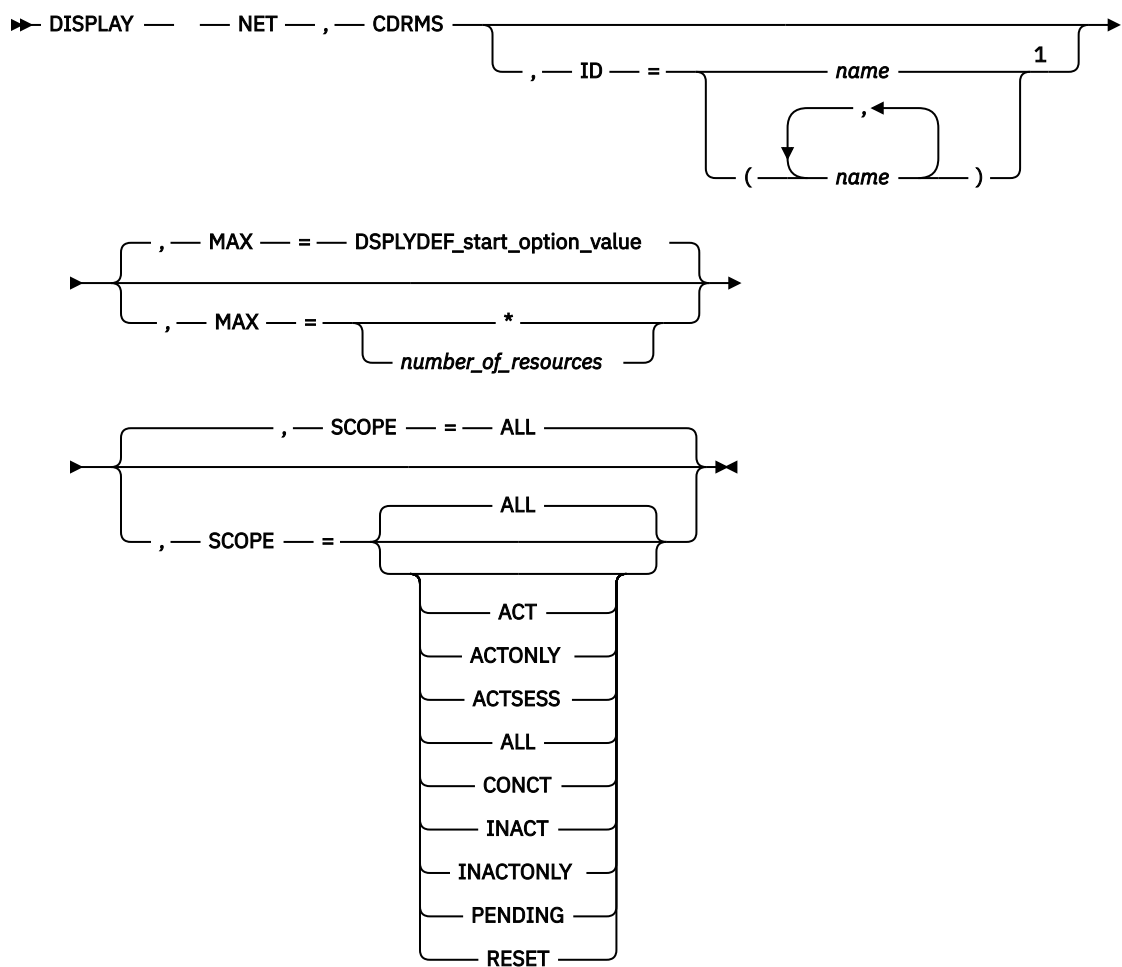 DISPLAY NET , CDRMS
, ID = name 1
,
( name )
, MAX = DSPLYDEF_start_option_value
, MAX = *
number_of_resources
, SCOPE = ALL
ALL
, SCOPE =
ACT
ACTONLY
ACTSESS
ALL
CONCT
INACT
INACTONLY
PENDING
RESET